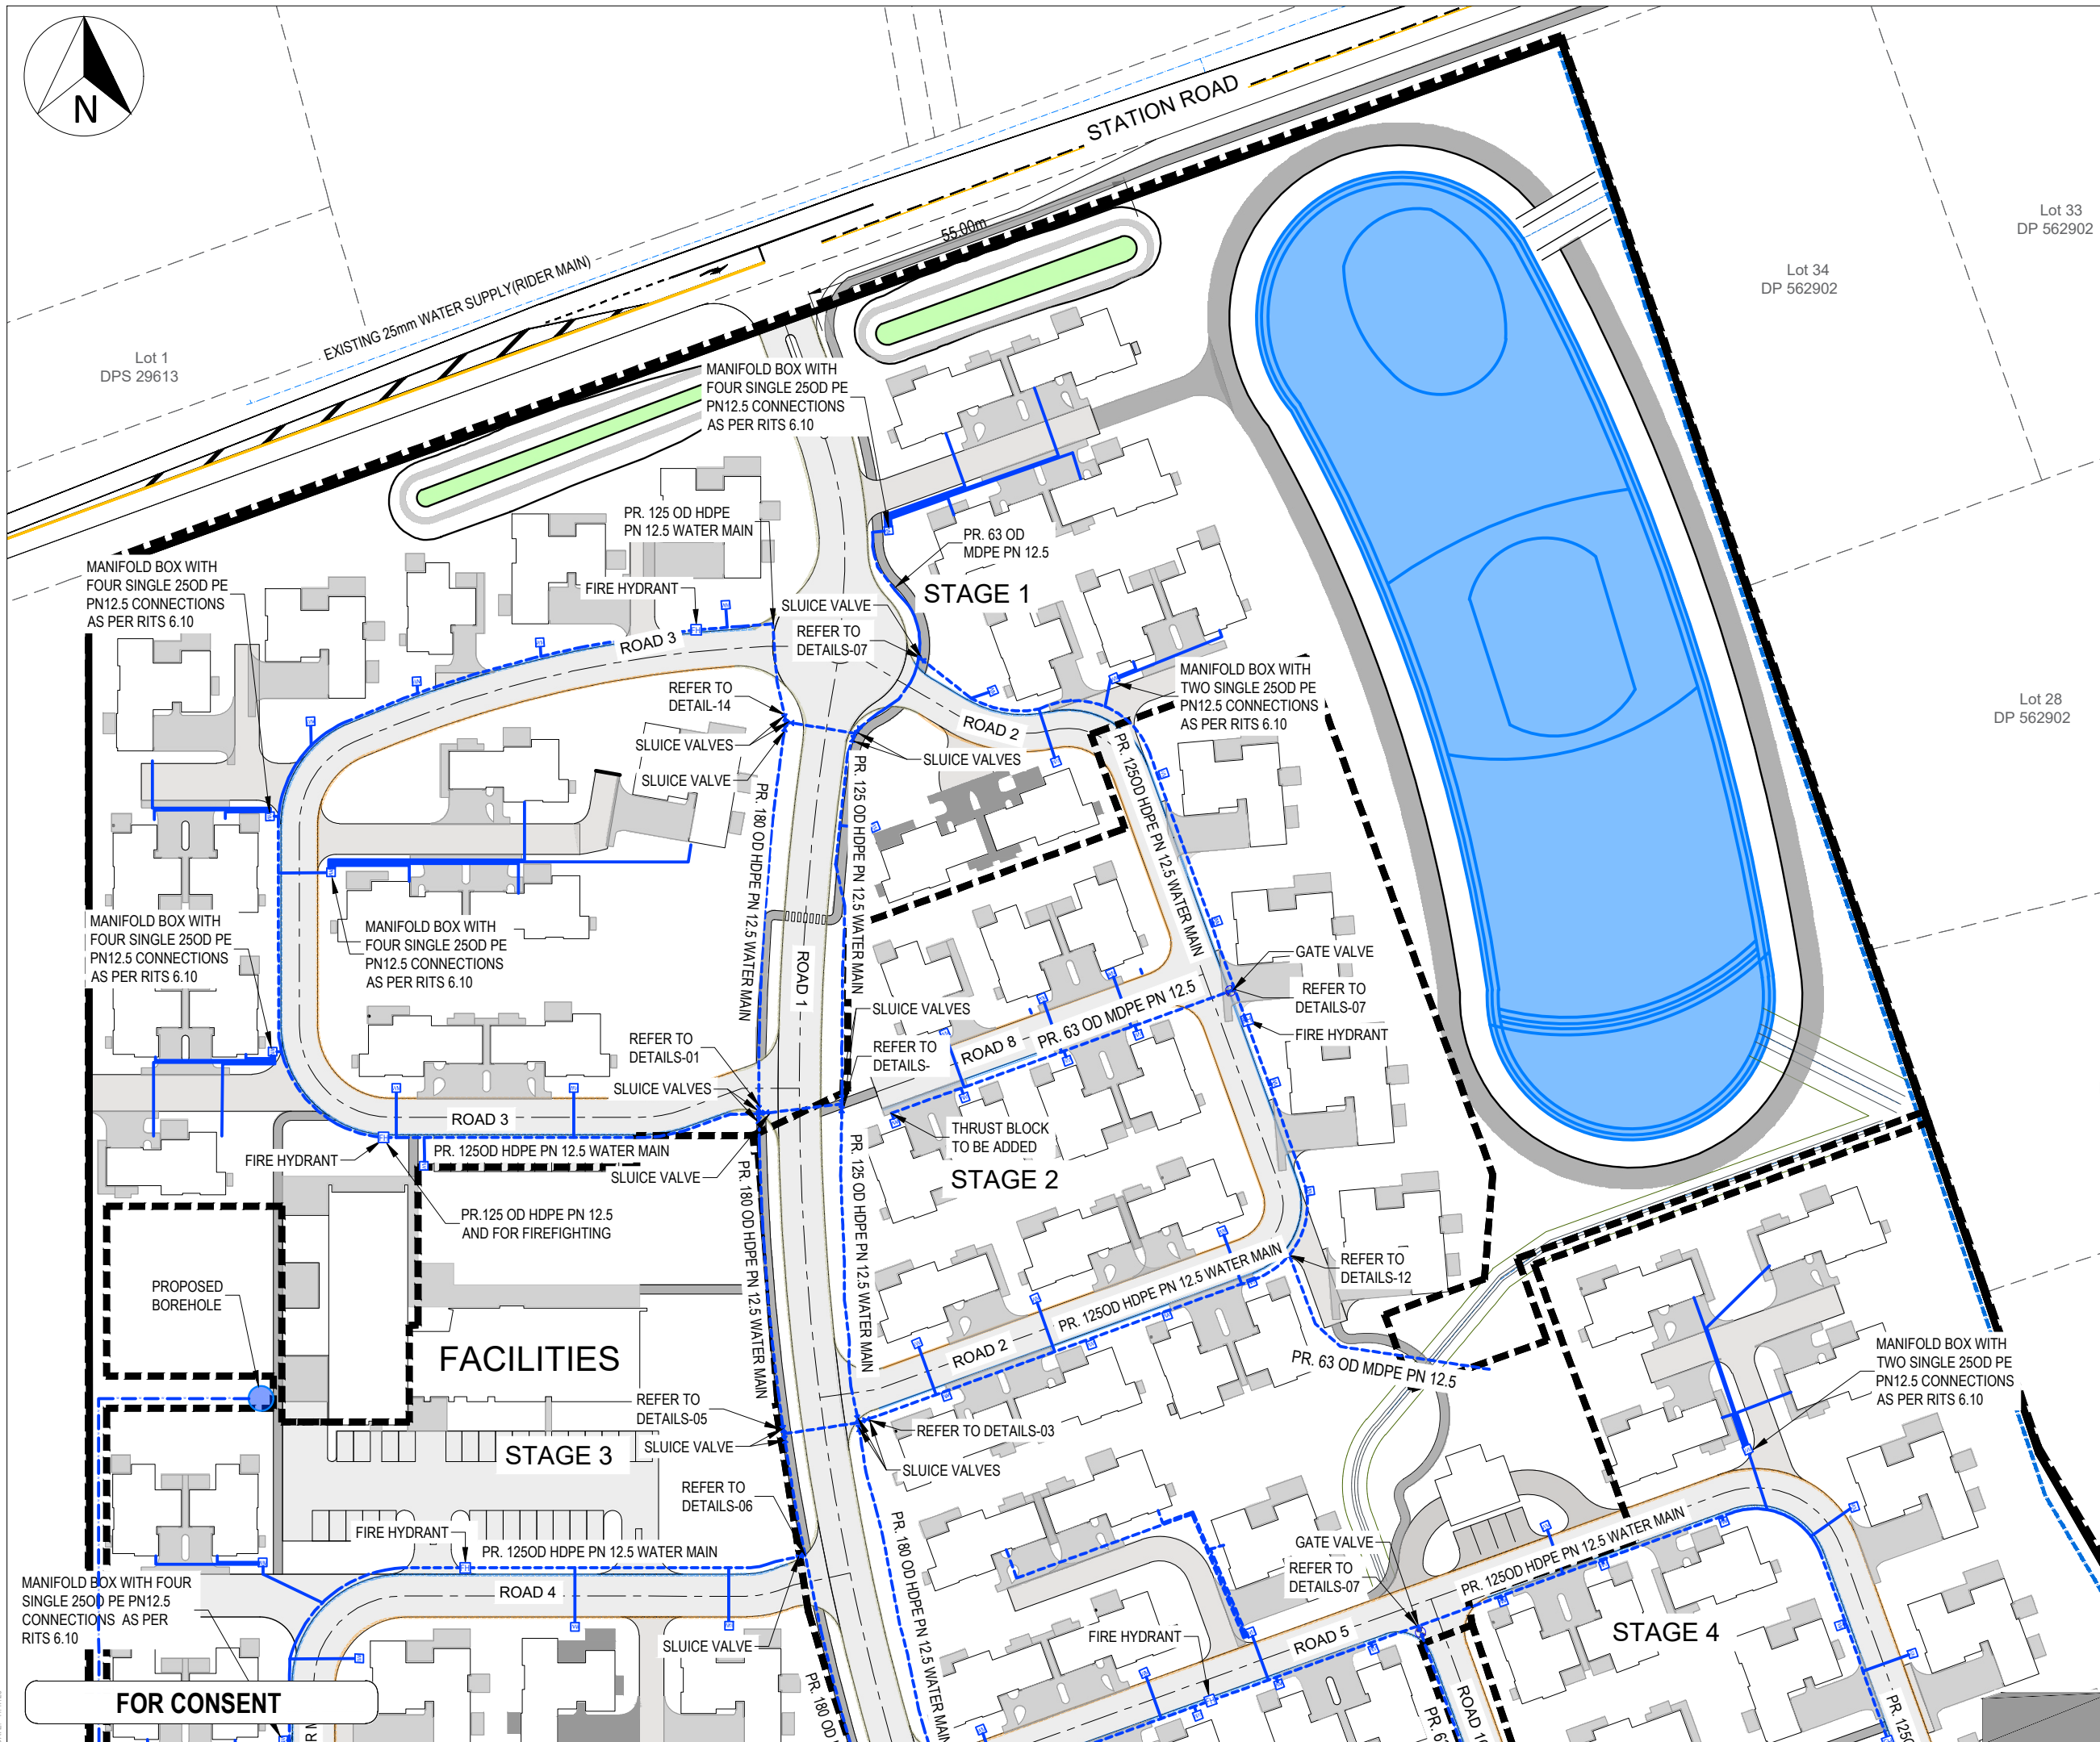 N
STATION ROAD
55.00m
EXISTING 25mm WATER SUPPLY(RIDER MAIN)
Lot 1
DPS 29613
Lot 33
DP 562902
Lot 34
DP 562902
Lot 28
DP 562902
MANIFOLD BOX WITH
FOUR SINGLE 25OD PE
PN12.5 CONNECTIONS
AS PER RITS 6.10
PR. 125 OD HDPE
PN 12.5 WATER MAIN
PR. 63 OD
MDPE PN 12.5
STAGE 1
MANIFOLD BOX WITH
FOUR SINGLE 25OD PE
PN12.5 CONNECTIONS
AS PER RITS 6.10
FIRE HYDRANT
SLUICE VALVE
REFER TO
DETAILS-07
ROAD 3
REFER TO
DETAIL-14
SLUICE VALVES
SLUICE VALVE
SLUICE VALVES
ROAD 2
MANIFOLD BOX WITH
TWO SINGLE 25OD PE
PN12.5 CONNECTIONS
AS PER RITS 6.10
PR. 180 OD HDPE PN 12.5 WATER MAIN
PR. 125 OD HDPE PN 12.5 WATER MAIN
PR. 125OD HDPE PN 12.5 WATER MAIN
MANIFOLD BOX WITH
FOUR SINGLE 25OD PE
PN12.5 CONNECTIONS
AS PER RITS 6.10
MANIFOLD BOX WITH
FOUR SINGLE 25OD PE
PN12.5 CONNECTIONS
AS PER RITS 6.10
ROAD 1
GATE VALVE
REFER TO
DETAILS-07
FIRE HYDRANT
SLUICE VALVES
REFER TO
DETAILS-
ROAD 8
PR. 63 OD MDPE PN 12.5
REFER TO
DETAILS-01
SLUICE VALVES
ROAD 3
THRUST BLOCK
TO BE ADDED
STAGE 2
FIRE HYDRANT
PR. 125OD HDPE PN 12.5 WATER MAIN
SLUICE VALVE
PR.125 OD HDPE PN 12.5
AND FOR FIREFIGHTING
PR. 180 OD HDPE PN 12.5 WATER MAIN
PR. 125 OD HDPE PN 12.5 WATER MAIN
PROPOSED
BOREHOLE
REFER TO
DETAILS-12
PR. 125OD HDPE PN 12.5 WATER MAIN
ROAD 2
PR. 63 OD MDPE PN 12.5
FACILITIES
MANIFOLD BOX WITH
TWO SINGLE 25OD PE
PN12.5 CONNECTIONS
AS PER RITS 6.10
REFER TO
DETAILS-05
SLUICE VALVE
STAGE 3
REFER TO DETAILS-03
SLUICE VALVES
REFER TO
DETAILS-06
FIRE HYDRANT
PR. 125OD HDPE PN 12.5 WATER MAIN
PR. 180 OD HDPE PN 12.5 WATER MAIN
GATE VALVE
REFER TO
DETAILS-07
PR. 125OD HDPE PN 12.5 WATER MAIN
MANIFOLD BOX WITH FOUR
SINGLE 25OD PE PN12.5
CONNECTIONS AS PER
RITS 6.10
ROAD 4
SLUICE VALVE
FIRE HYDRANT
ROAD 5
STAGE 4
FOR CONSENT
PR. 180 OD
ROAD 1
PR. 6
PR. 125